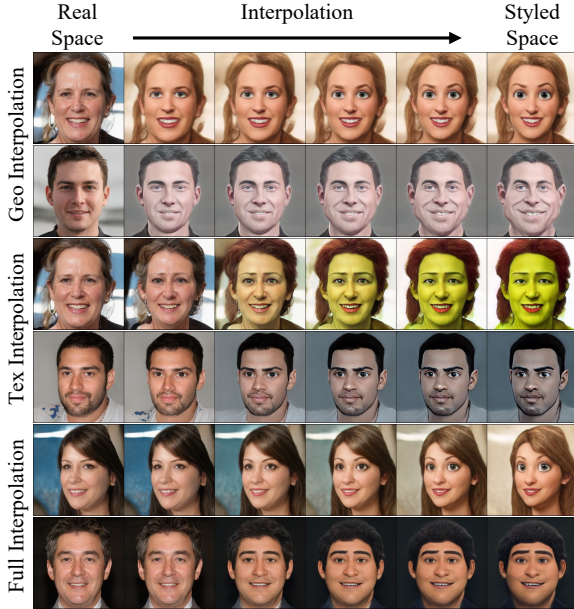 Real
Space
Interpolation
Styled
Space
Geo Interpolation
Tex Interpolation
Full Interpolation